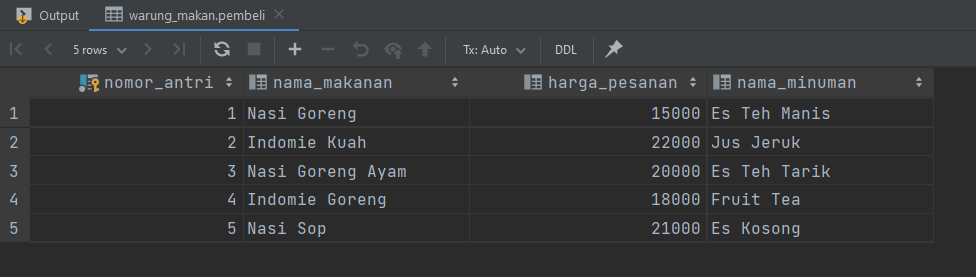 Output warung_makan.pembeli
5 rows Tx: Auto DDL
nomor_antri nama_makanan harga_pesanan nama_minuman
1 1 Nasi Goreng 15000 Es Teh Manis
2 2 Indomie Kuah 22000 Jus Jeruk
3 3 Nasi Goreng Ayam 20000 Es Teh Tarik
4 4 Indomie Goreng 18000 Fruit Tea
5 5 Nasi Sop 21000 Es Kosong